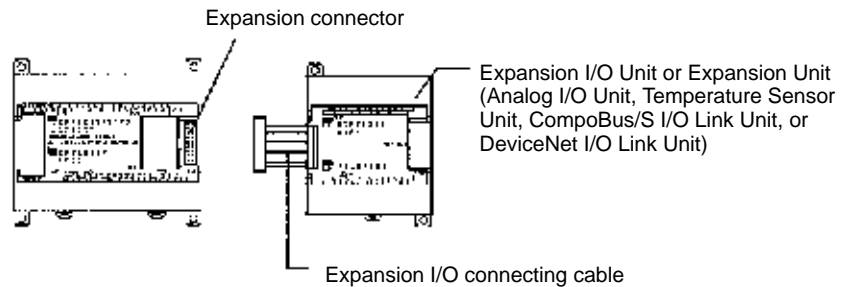 Expansion connector
Expansion I/O Unit or Expansion Unit
(Analog I/O Unit, Temperature Sensor
Unit, CompoBus/S I/O Link Unit, or
DeviceNet I/O Link Unit)
Expansion I/O connecting cable